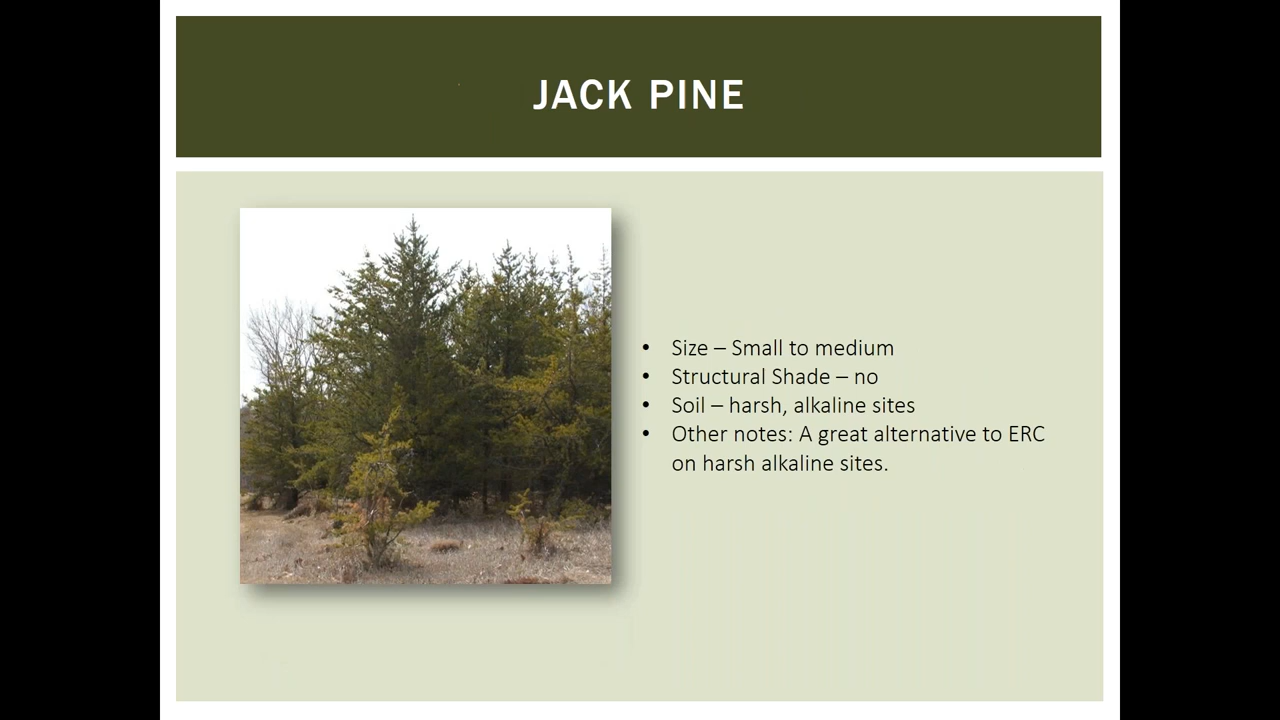 JACK PINE
• Size – Small to medium
• Structural Shade – no
• Soil – harsh, alkaline sites
• Other notes: A great alternative to ERC
on harsh alkaline sites.